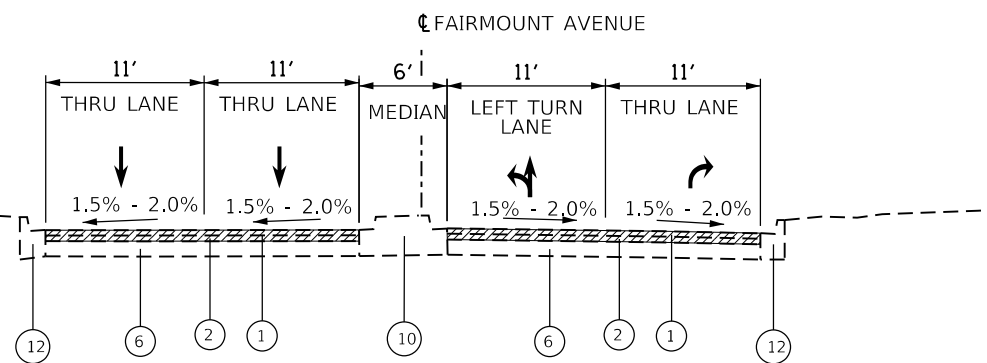 ℄ FAIRMOUNT AVENUE
11' 11' 6' 11' 11'
THRU LANE THRU LANE MEDIAN LEFT TURN LANE THRU LANE
1.5% - 2.0% 1.5% - 2.0% 1.5% - 2.0% 1.5% - 2.0%
12 6 2 1 10 6 2 1 12